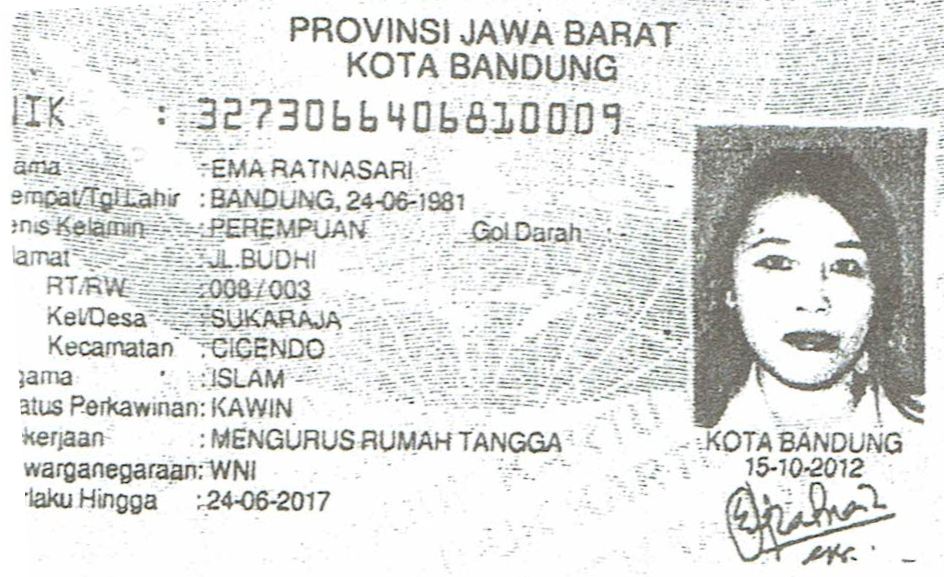 PROVINSI JAWA BARAT
KOTA BANDUNG
NIK : 3273066406810009
ama : EMA RATNASARI
empat/Tgl Lahir : BANDUNG, 24-06-1981
enis Kelamin : PEREMPUAN Gol Darah
lamat : JL.BUDHI
RT/RW : 008 / 003
Kel/Desa : SUKARAJA
Kecamatan : CICENDO
gama : ISLAM
atus Perkawinan: KAWIN
kerjaan : MENGURUS RUMAH TANGGA
warganegaraan: WNI
rlaku Hingga : 24-06-2017
KOTA BANDUNG
15-10-2012